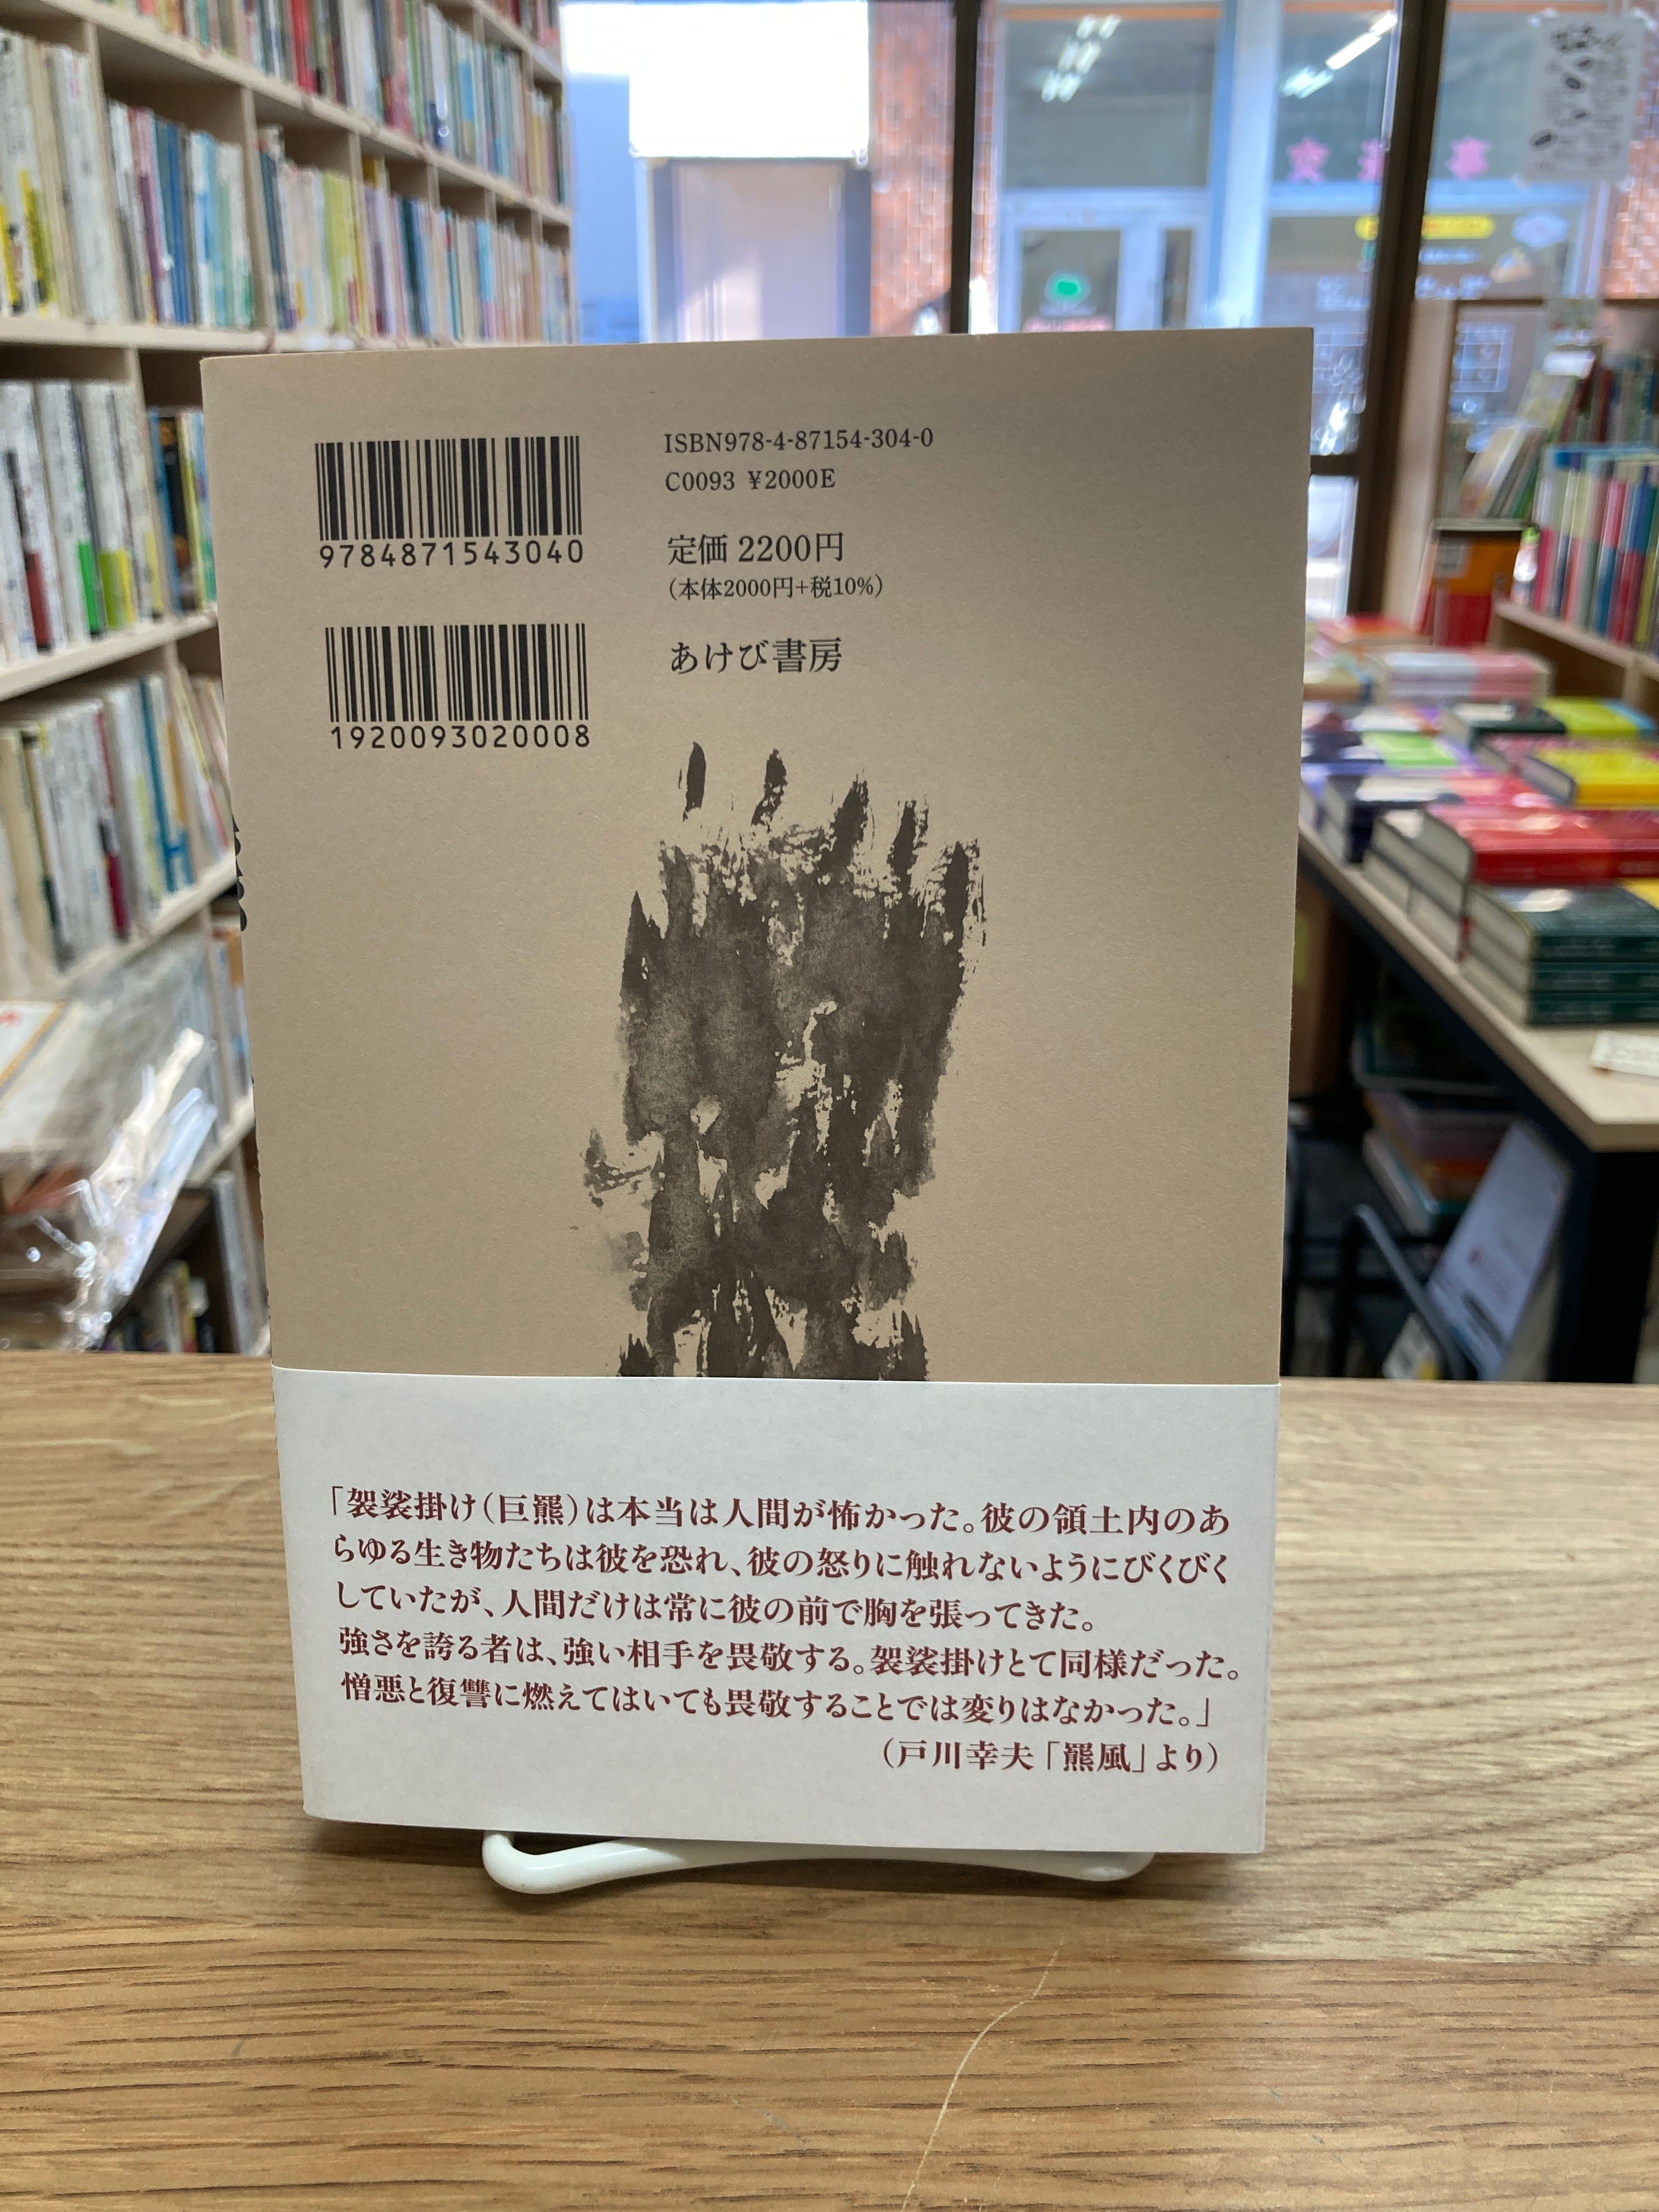 9784871543040
1920093020008
ISBN978-4-87154-304-0
C0093 ¥2000E
定価 2200円
(本体2000円+税10%)
あけび書房
「袈裟掛け(巨羆)は本当は人間が怖かった。彼の領土内のあ
らゆる生き物たちは彼を恐れ、彼の怒りに触れないようにびくびく
していたが、人間だけは常に彼の前で胸を張ってきた。
強さを誇る者は、強い相手を畏敬する。袈裟掛けとて同様だった。
憎悪と復讐に燃えてはいても畏敬することでは変りはなかった。」
(戸川幸夫「羆風」より)